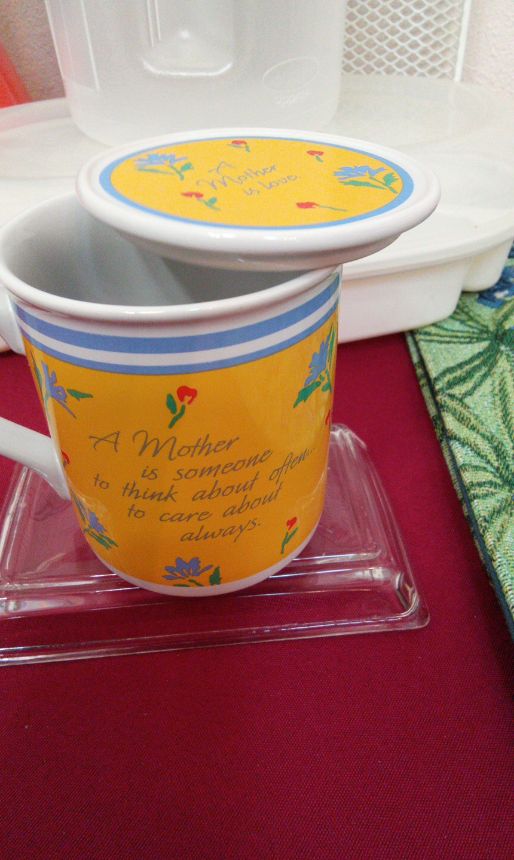 A
Mother
is love.
A Mother
is someone
to think about often...
to care about
always.